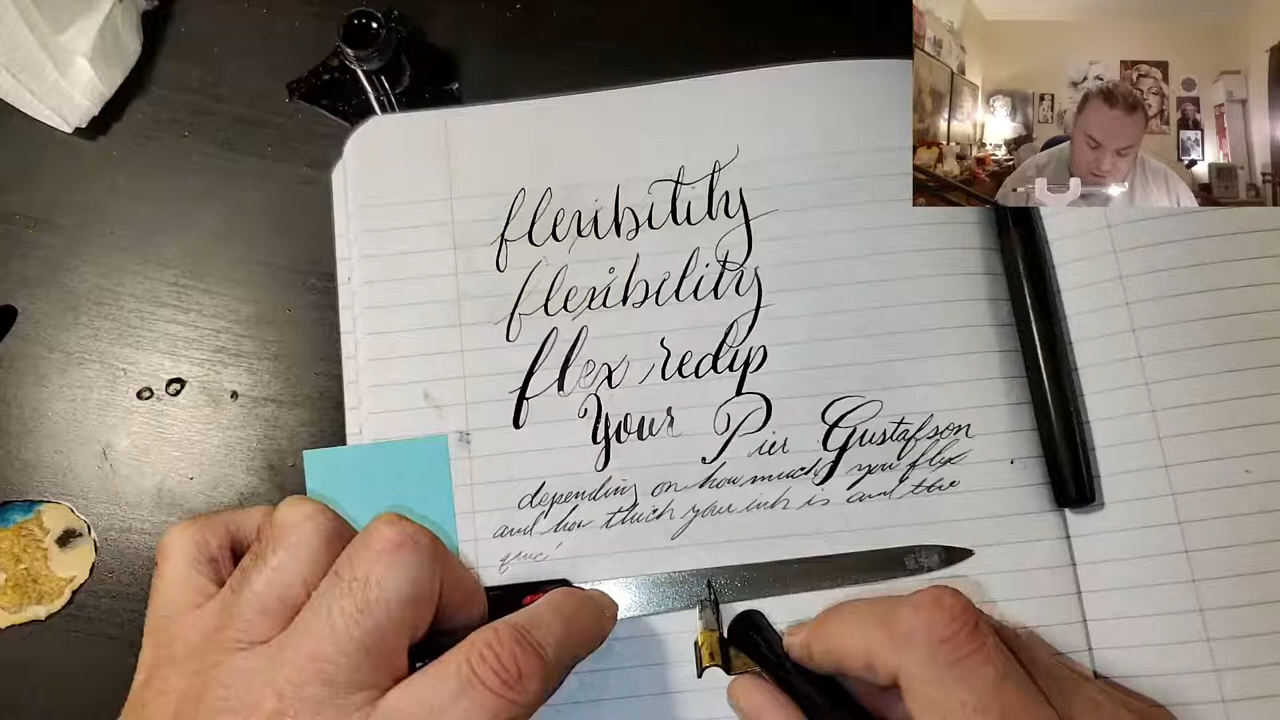 flexibitity
flexibility
flex redip
Your Pier Gustafson
depending on how much you flex
and how thick your ink is and the